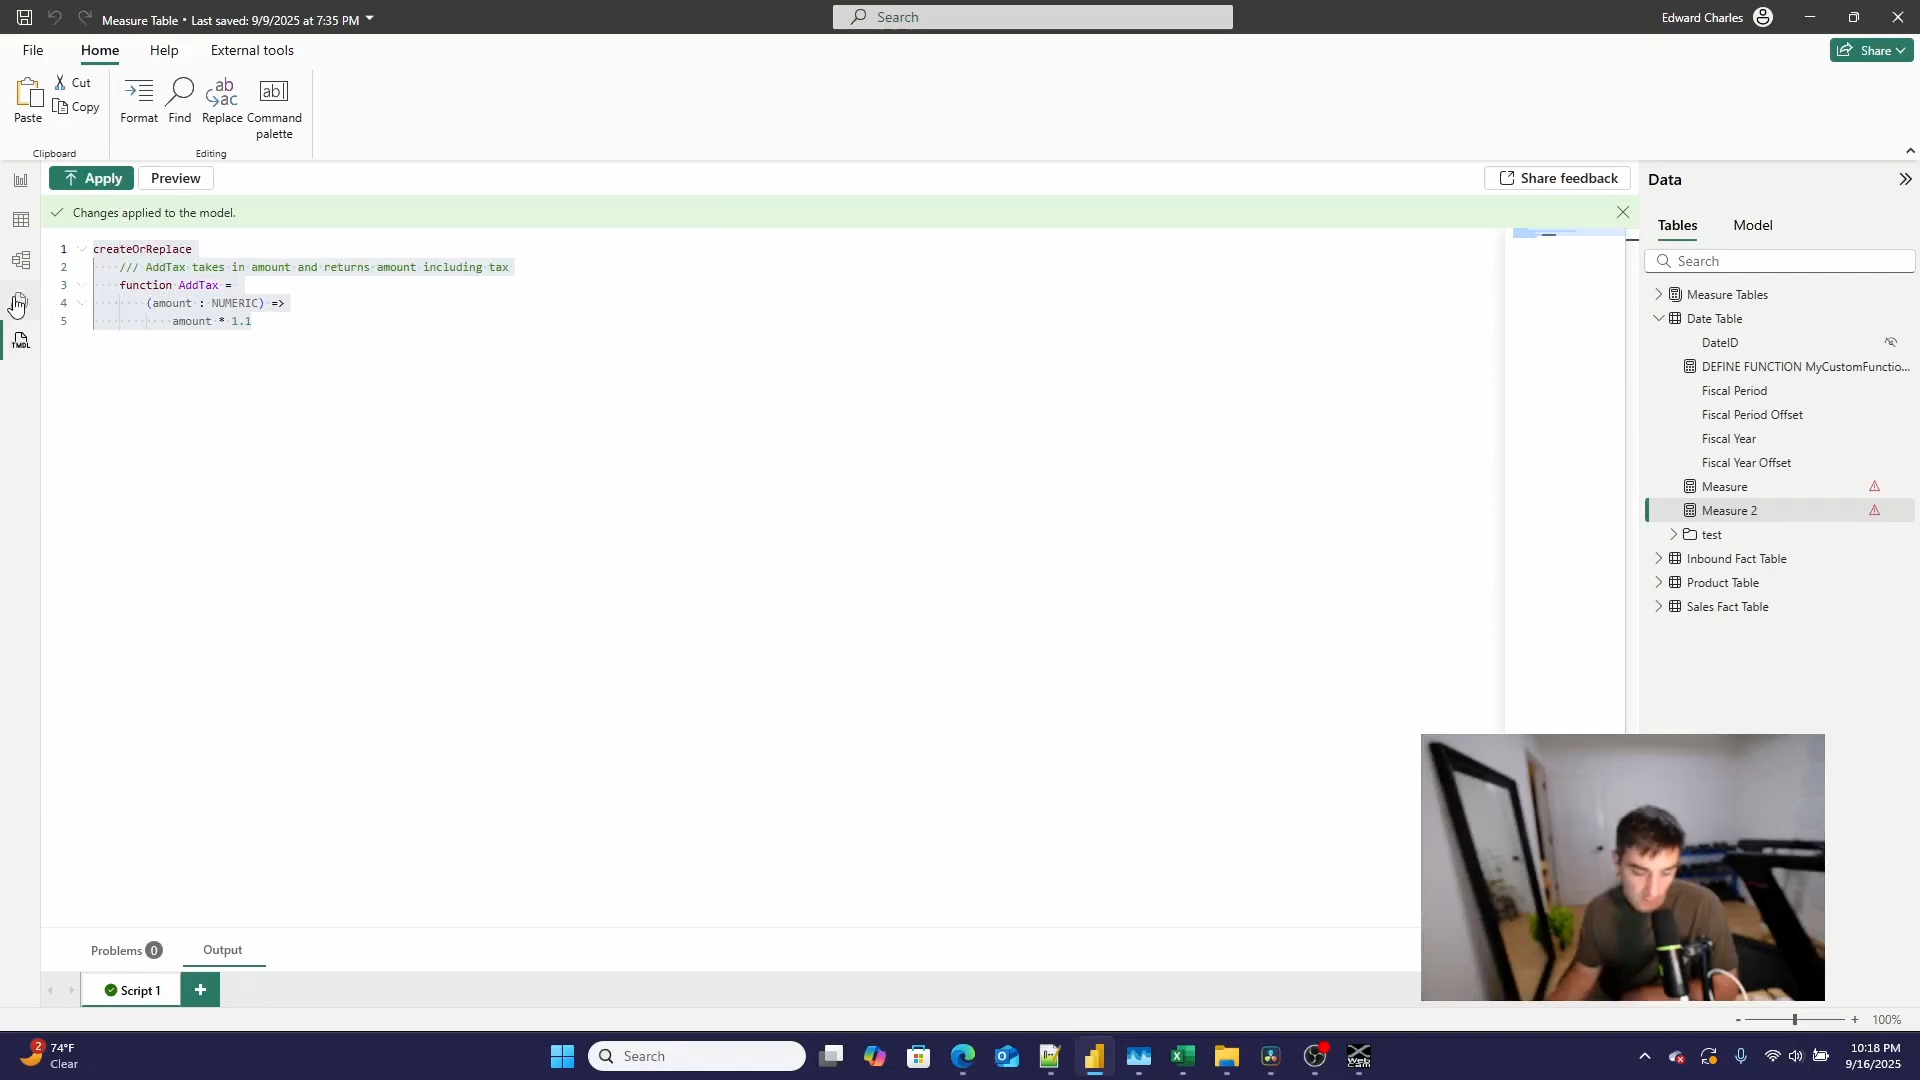 Measure Table • Last saved: 9/9/2025 at 7:35 PM
Search
Edward Charles
File
Home
Help
External tools
Share
Paste
Cut
Copy
Format
Find
Replace
Command palette
Clipboard
Editing
Apply
Preview
Share feedback
Changes applied to the model.
1 createOrReplace
2 /// AddTax takes in amount and returns amount including tax
3 function AddTax =
4 (amount : NUMERIC) =>
5 amount * 1.1
TMDL
Data
Tables
Model
Search
Measure Tables
Date Table
DateID
DEFINE FUNCTION MyCustomFunctio...
Fiscal Period
Fiscal Period Offset
Fiscal Year
Fiscal Year Offset
Measure
Measure 2
test
Inbound Fact Table
Product Table
Sales Fact Table
Problems 0
Output
Script 1
- + 100%
2
74°F
Clear
Search
Web
Cam
10:18 PM
9/16/2025